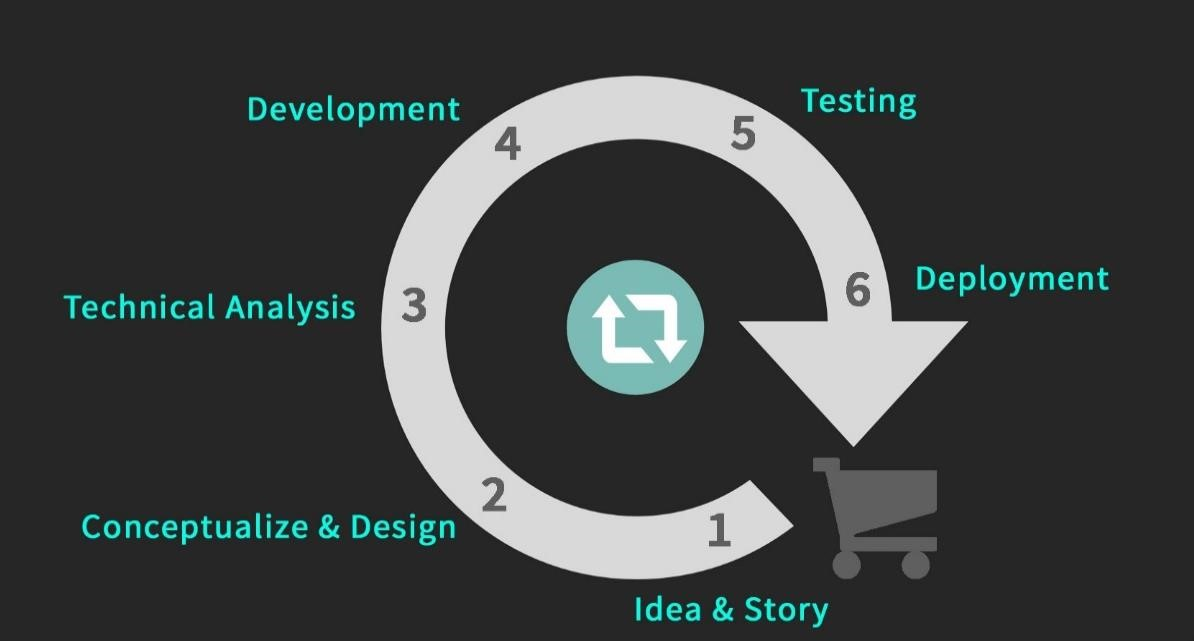 1
Idea & Story
2
Conceptualize & Design
3
Technical Analysis
4
Development
5
Testing
6
Deployment